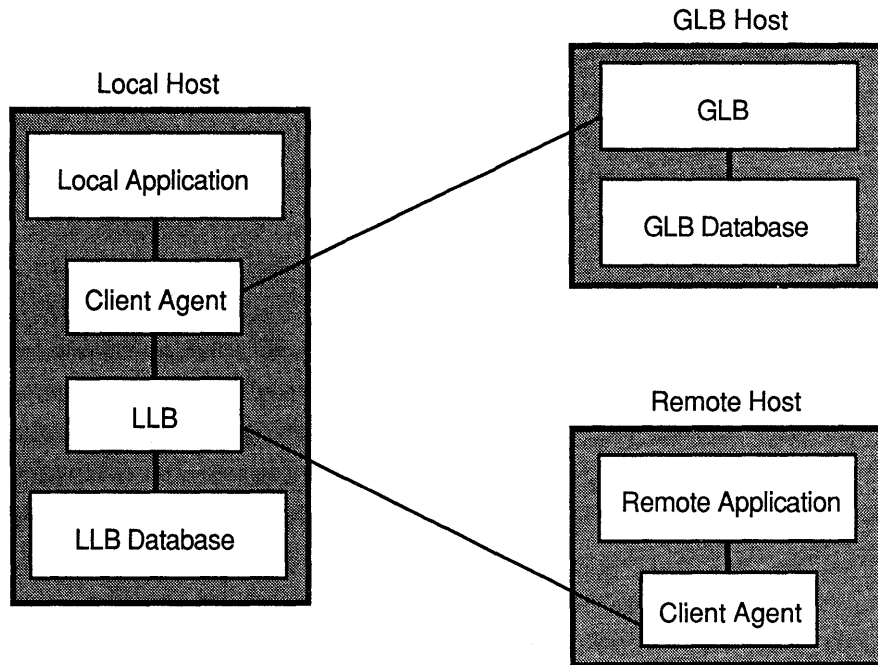 Local Host
Local Application
Client Agent
LLB
LLB Database
GLB Host
GLB
GLB Database
Remote Host
Remote Application
Client Agent